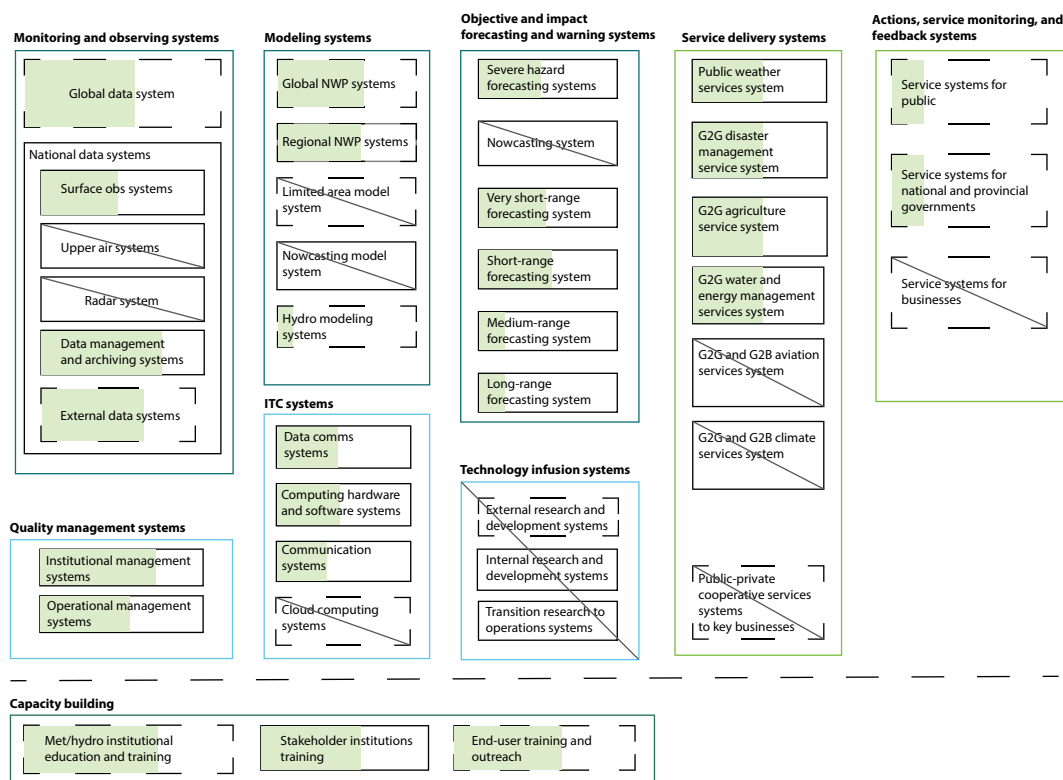 Monitoring and observing systems
Global data system
National data systems
Surface obs systems
Upper air systems
Radar system
Data management
and archiving systems
External data systems
Quality management systems
Institutional management
systems
Operational management
systems
Modeling systems
Global NWP systems
Regional NWP systems
Limited area model
system
Nowcasting model
system
Hydro modeling
systems
ITC systems
Data comms
systems
Computing hardware
and software systems
Communication
systems
Cloud computing
systems
Objective and impact
forecasting and warning systems
Severe hazard
forecasting systems
Nowcasting system
Very short-range
forecasting system
Short-range
forecasting system
Medium-range
forecasting system
Long-range
forecasting system
Technology infusion systems
External research and
development systems
Internal research and
development systems
Transition research to
operations systems
Service delivery systems
Public weather
services system
G2G disaster
management
service system
G2G agriculture
service system
G2G water and
energy management
services system
G2G and G2B aviation
services system
G2G and G2B climate
services system
Public-private
cooperative services
systems
to key businesses
Actions, service monitoring, and
feedback systems
Service systems for
public
Service systems for
national and provincial
governments
Service systems for
businesses
Capacity building
Met/hydro institutional
education and training
Stakeholder institutions
training
End-user training and
outreach